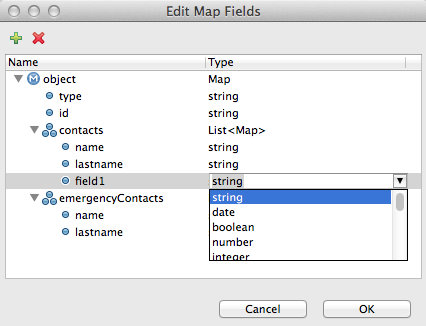 Edit Map Fields
Name Type
M object Map
type string
id string
contacts List<Map>
name string
lastname string
field1 string
emergencyContacts string
name date
lastname boolean
number
integer
Cancel OK